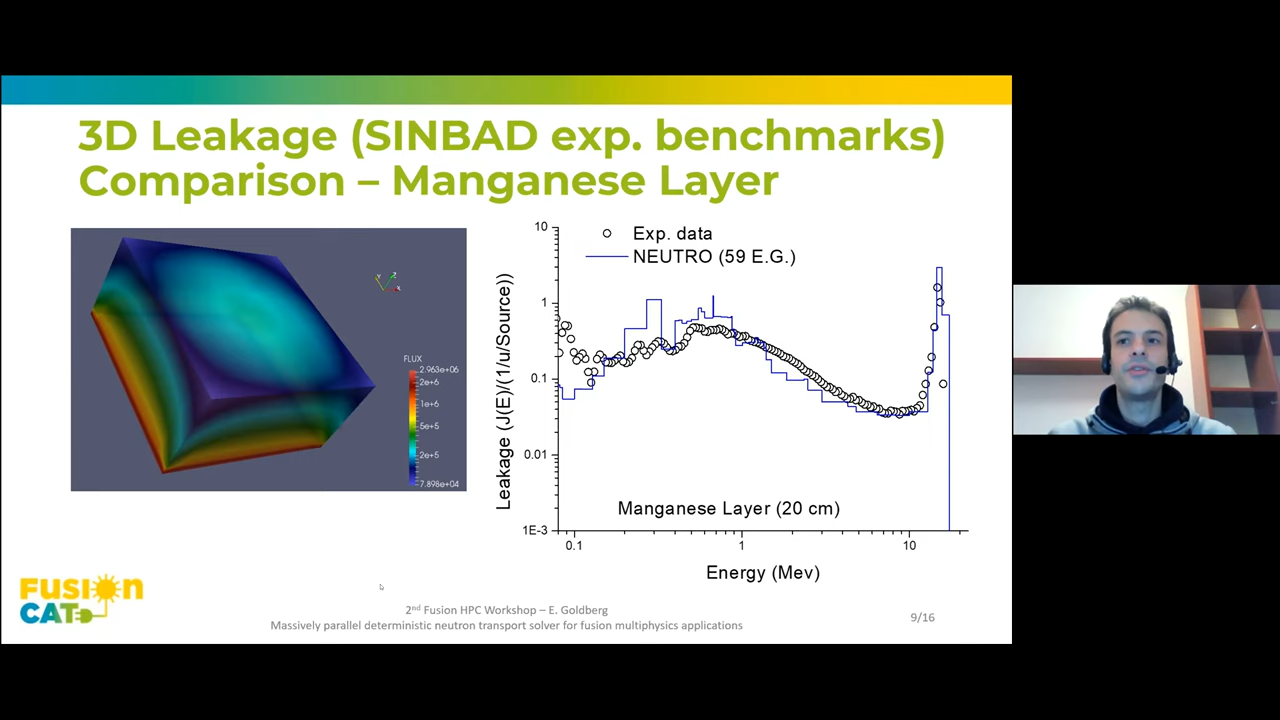 3D Leakage (SINBAD exp. benchmarks)
Comparison – Manganese Layer
FLUX
2.963e+06
2e+6
1e+6
5e+5
2e+5
7.898e+04
Leakage (J(E)/(1/u/Source))
10
1
0.1
0.01
1E-3
Exp. data
NEUTRO (59 E.G.)
Manganese Layer (20 cm)
0.1
1
10
Energy (Mev)
FUSION
CAT
2nd Fusion HPC Workshop – E. Goldberg
Massively parallel deterministic neutron transport solver for fusion multiphysics applications
9/16